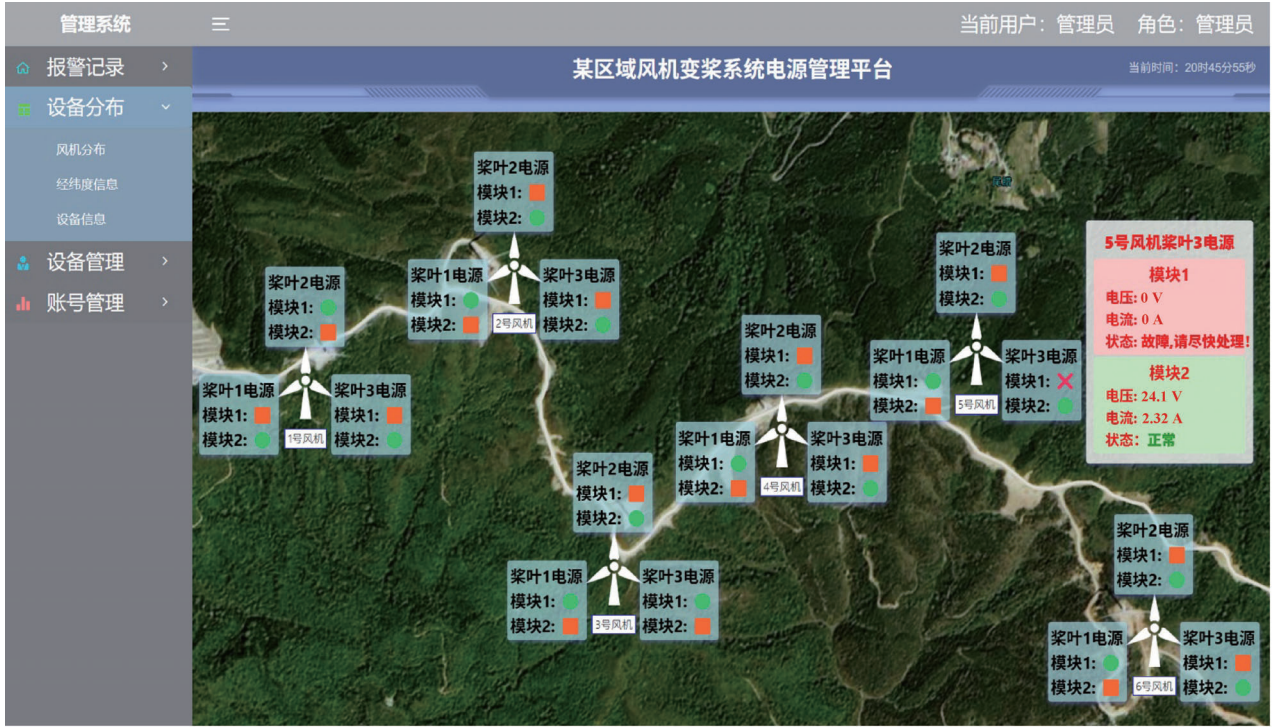 管理系统
当前用户：管理员 角色：管理员
报警记录
设备分布
风机分布
经纬度信息
设备信息
设备管理
账号管理
某区域风机变桨系统电源管理平台
当前时间：20时45分55秒
桨叶2电源
模块1:
模块2:
桨叶1电源
模块1:
模块2:
桨叶3电源
模块1:
模块2:
1号风机
桨叶2电源
模块1:
模块2:
桨叶1电源
模块1:
模块2:
桨叶3电源
模块1:
模块2:
2号风机
桨叶2电源
模块1:
模块2:
桨叶1电源
模块1:
模块2:
桨叶3电源
模块1:
模块2:
3号风机
桨叶2电源
模块1:
模块2:
桨叶1电源
模块1:
模块2:
桨叶3电源
模块1:
模块2:
4号风机
桨叶2电源
模块1:
模块2:
桨叶1电源
模块1:
模块2:
桨叶3电源
模块1:
模块2:
5号风机
桨叶2电源
模块1:
模块2:
桨叶1电源
模块1:
模块2:
桨叶3电源
模块1:
模块2:
6号风机
5号风机桨叶3电源
模块1
电压: 0 V
电流: 0 A
状态: 故障,请尽快处理!
模块2
电压: 24.1 V
电流: 2.32 A
状态：正常